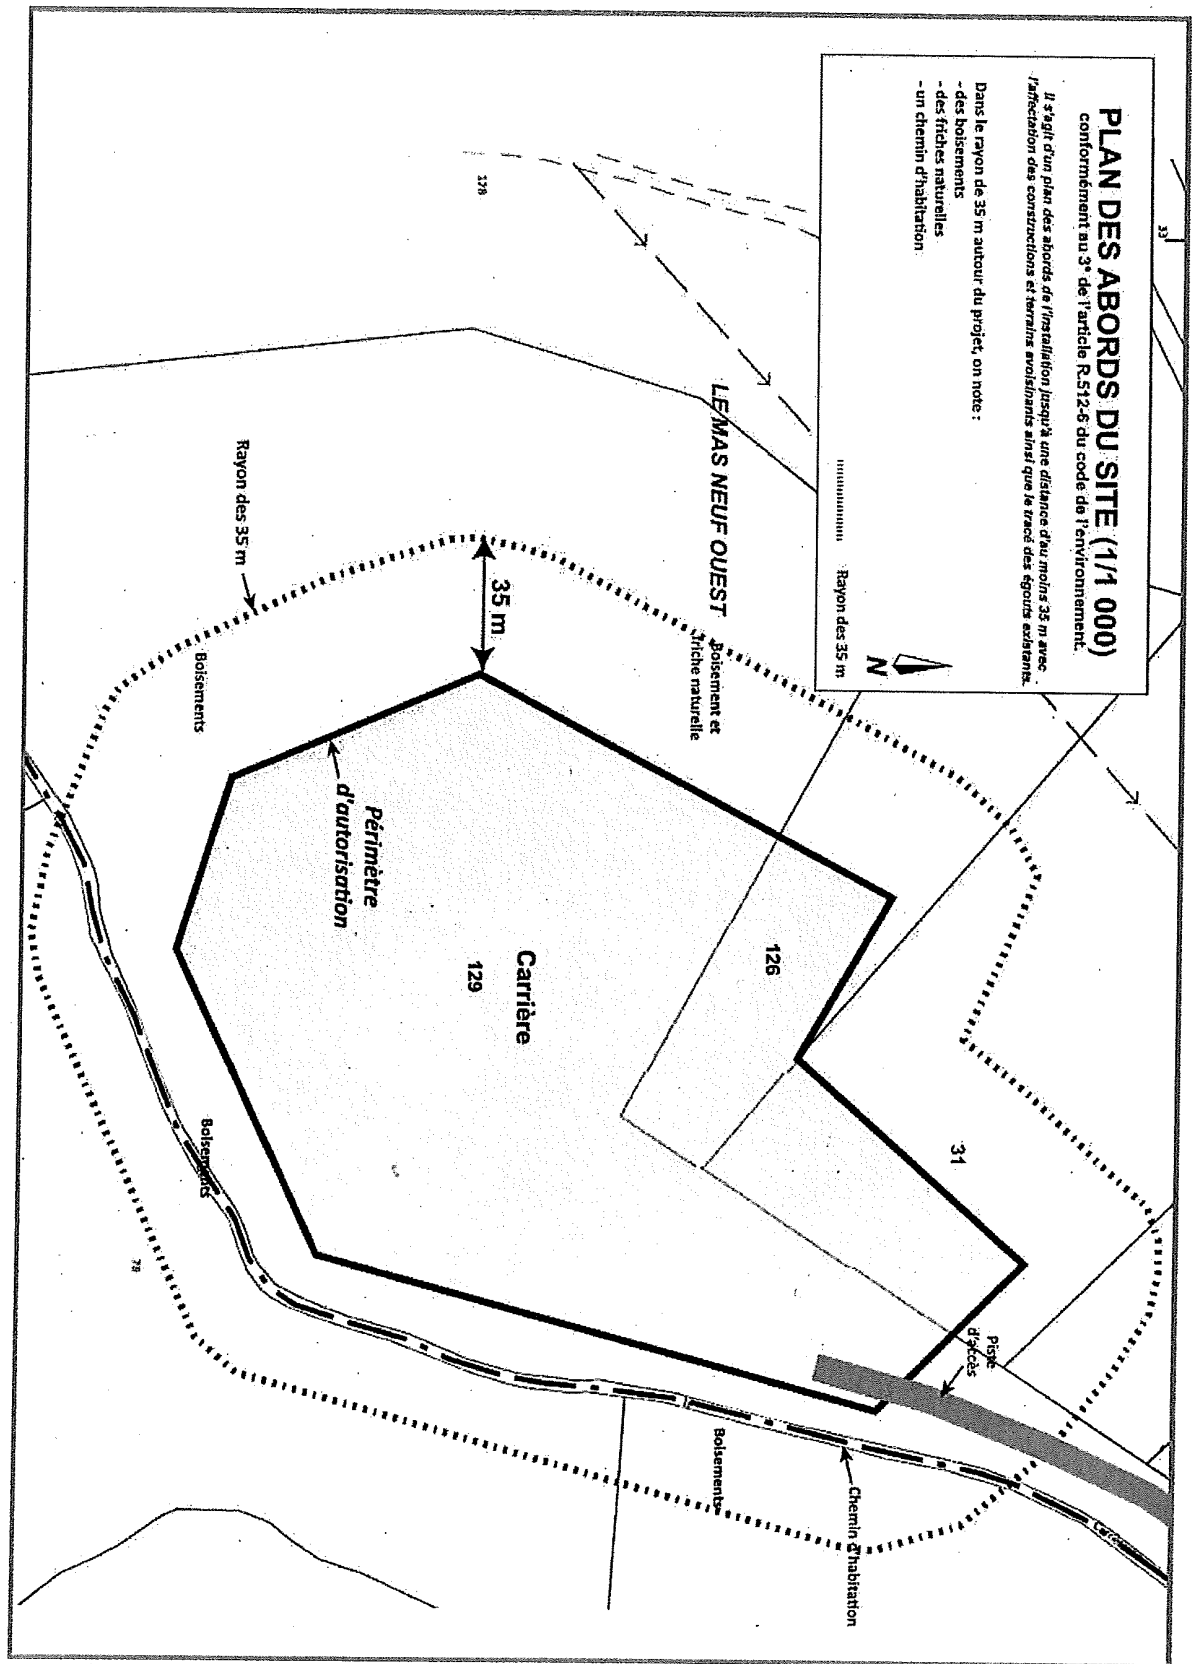 PLAN DES ABORDS DU SITE (1/1 000)
conformément au 3° de l'article R.512-6 du code de l'environnement.
Il s'agit d'un plan des abords de l'installation jusqu'à une distance d'au moins 35 m avec
l'affectation des constructions et terrains avoisinants ainsi que le tracé des égouts existants.
Dans le rayon de 35 m autour du projet, on note :
- des boisements
- des friches naturelles
- un chemin d'habitation
Rayon des 35 m
N
33
128
LE MAS NEUF OUEST
Boisement et
friche naturelle
35 m
Rayon des 35 m
Boisements
Périmètre
d'autorisation
126
Carrière
129
31
Piste
d'accès
Boisements
78
Boisements
Chemin d'habitation